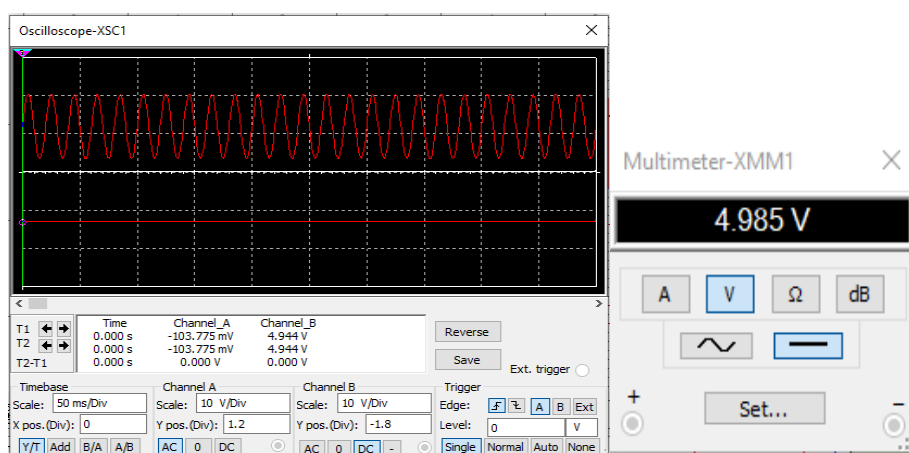 Oscilloscope-XSC1
T1
T2
T2-T1
Time Channel_A Channel_B
0.000 s -103.775 mV 4.944 V
0.000 s -103.775 mV 4.944 V
0.000 s 0.000 V 0.000 V
Reverse
Save
Ext. trigger
Timebase
Scale: 50 ms/Div
X pos.(Div): 0
Y/T Add B/A A/B
Channel A
Scale: 10 V/Div
Y pos.(Div): 1.2
AC 0 DC
Channel B
Scale: 10 V/Div
Y pos.(Div): -1.8
AC 0 DC -
Trigger
Edge: A B Ext
Level: 0 V
Single Normal Auto None
Multimeter-XMM1
4.985 V
A V Ω dB
+ Set... -